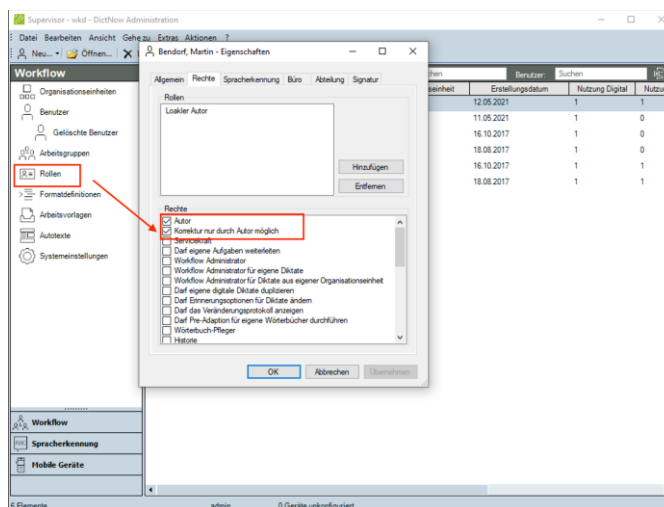 Supervisor - wkd - DictNow Administration
Datei Bearbeiten Ansicht Gehe zu Extras Aktionen ?
Neu... Öffnen...
Bendorf, Martin - Eigenschaften
Workflow
Organisationseinheiten
Benutzer
Gelöschte Benutzer
Arbeitsgruppen
Rollen
Formatdefinitionen
Arbeitsvorlagen
Autotexte
Systemeinstellungen
Workflow
Spracherkennung
Mobile Geräte
Allgemein Rechte Spracherkennung Büro Abteilung Signatur
Rollen
Loakler Autor
Hinzufügen
Entfernen
Rechte
Autor
Korrektur nur durch Autor möglich
Servicekraft
Darf eigene Aufgaben weiterleiten
Workflow Administrator
Workflow Administrator für eigene Diktate
Workflow Administrator für Diktate aus eigener Organisationseinheit
Darf eigene digitale Diktate duplizieren
Darf Erinnerungsoptionen für Diktate ändern
Darf das Veränderungsprotokoll anzeigen
Darf Pre-Adaption für eigene Wörterbücher durchführen
Wörterbuch-Pfleger
Historie
OK Abbrechen Übernehmen
chen Benutzer: Suchen
seinheit Erstellungsdatum Nutzung Digital Nutzu
12.05.2021 1 1
11.05.2021 1 0
16.10.2017 1 0
18.08.2017 1 0
16.10.2017 1 1
18.08.2017 1 1
6 Elemente admin 0 Geräte unkonfiguriert